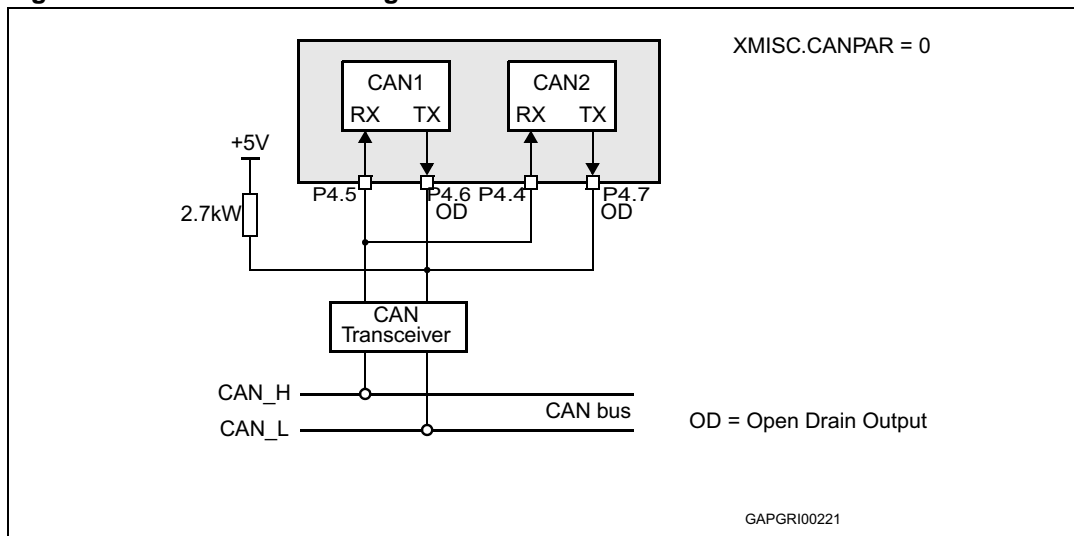 XMISC.CANPAR = 0
CAN1
CAN2
RX TX
RX TX
+5V
P4.5
P4.6
P4.4
P4.7
OD
OD
2.7kW
CAN
Transceiver
CAN_H
CAN bus
CAN_L
OD = Open Drain Output
GAPGRI00221